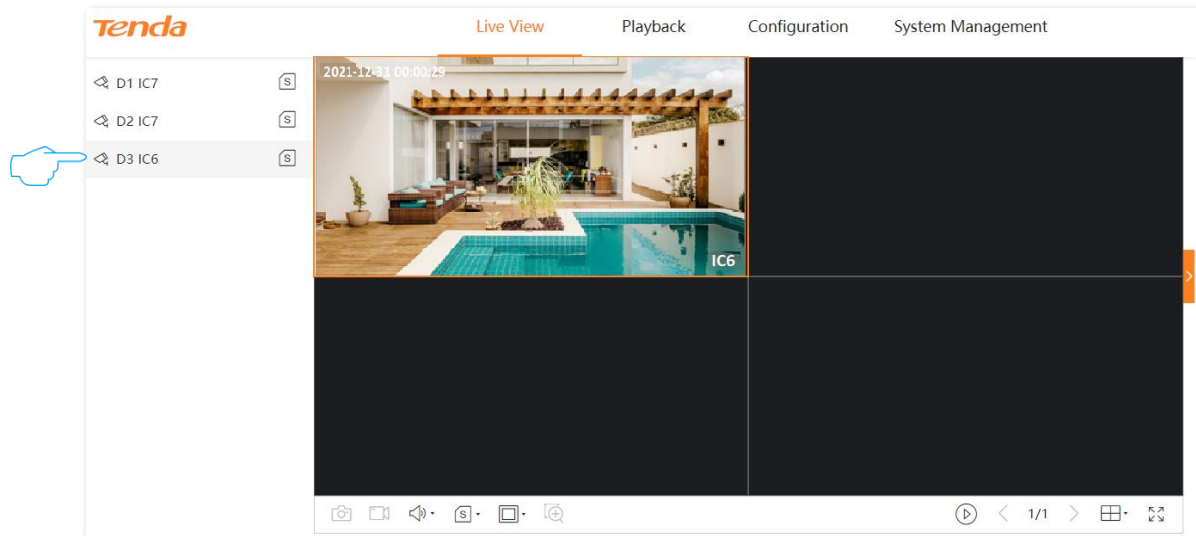 Tenda
Live View Playback Configuration System Management
D1 IC7 S
D2 IC7 S
D3 IC6 S
2021-12-31 00:00:29
IC6
S 1/1